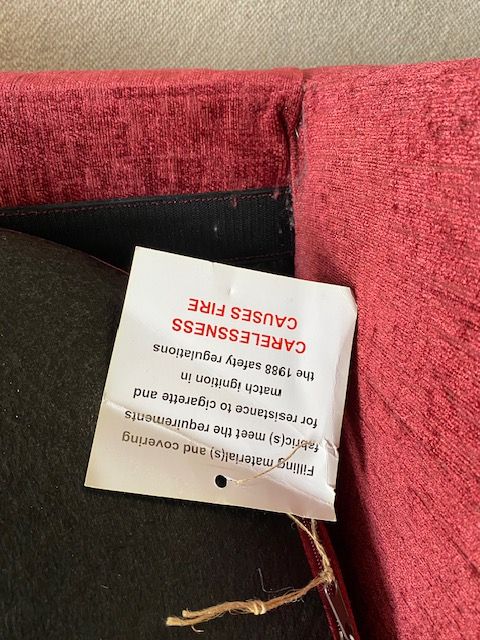 Filling material(s) and covering
fabric(s) meet the requirements
for resistance to cigarette and
match ignition in
the 1988 safety regulations
CARELESSNESS
CAUSES FIRE